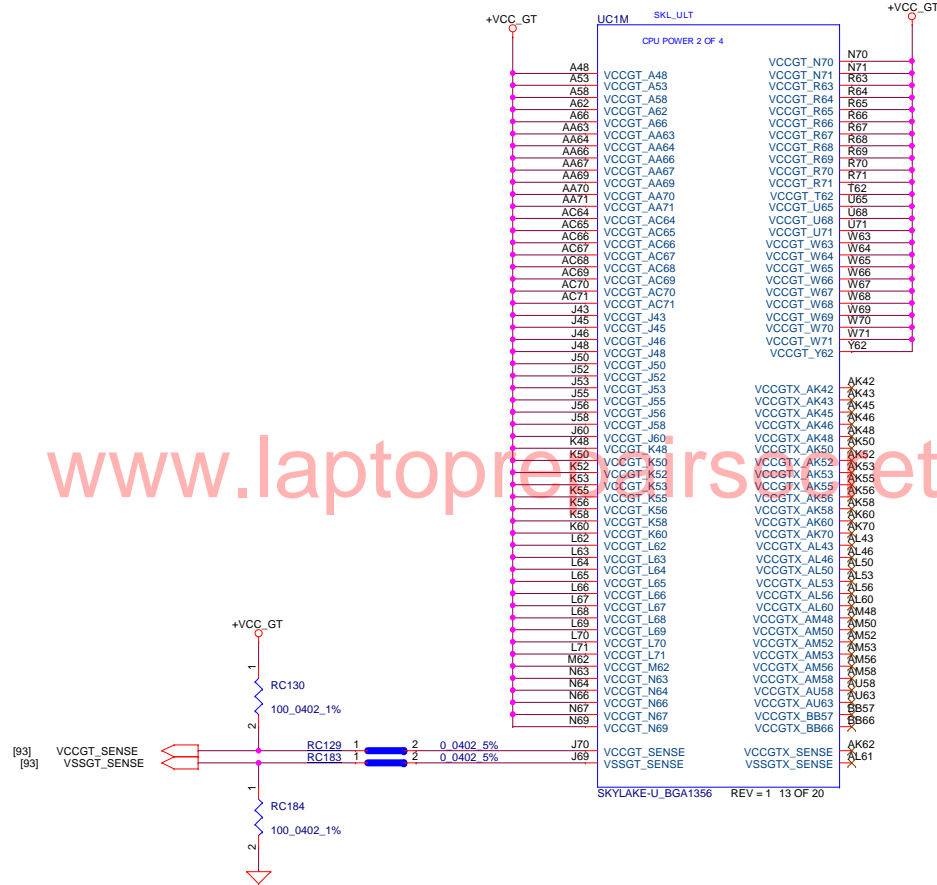 +VCC_GT
+VCC_GT
UC1M
SKL_ULT
CPU POWER 2 OF 4
A48 VCCGT_A48
A53 VCCGT_A53
A58 VCCGT_A58
A62 VCCGT_A62
A66 VCCGT_A66
AA63 VCCGT_AA63
AA64 VCCGT_AA64
AA66 VCCGT_AA66
AA67 VCCGT_AA67
AA69 VCCGT_AA69
AA70 VCCGT_AA70
AA71 VCCGT_AA71
AC64 VCCGT_AC64
AC65 VCCGT_AC65
AC66 VCCGT_AC66
AC67 VCCGT_AC67
AC68 VCCGT_AC68
AC69 VCCGT_AC69
AC70 VCCGT_AC70
AC71 VCCGT_AC71
J43 VCCGT_J43
J45 VCCGT_J45
J46 VCCGT_J46
J48 VCCGT_J48
J50 VCCGT_J50
J52 VCCGT_J52
J53 VCCGT_J53
J55 VCCGT_J55
J56 VCCGT_J56
J58 VCCGT_J58
J60 VCCGT_J60
K48 VCCGT_K48
K50 VCCGT_K50
K52 VCCGT_K52
K53 VCCGT_K53
K55 VCCGT_K55
K56 VCCGT_K56
K58 VCCGT_K58
K60 VCCGT_K60
L62 VCCGT_L62
L63 VCCGT_L63
L64 VCCGT_L64
L65 VCCGT_L65
L66 VCCGT_L66
L67 VCCGT_L67
L68 VCCGT_L68
L69 VCCGT_L69
L70 VCCGT_L70
L71 VCCGT_L71
M62 VCCGT_M62
N63 VCCGT_N63
N64 VCCGT_N64
N66 VCCGT_N66
N67 VCCGT_N67
N69 VCCGT_N69
VCCGT_N70 N70
VCCGT_N71 N71
VCCGT_R63 R63
VCCGT_R64 R64
VCCGT_R65 R65
VCCGT_R66 R66
VCCGT_R67 R67
VCCGT_R68 R68
VCCGT_R69 R69
VCCGT_R70 R70
VCCGT_R71 R71
VCCGT_T62 T62
VCCGT_U65 U65
VCCGT_U68 U68
VCCGT_U71 U71
VCCGT_W63 W63
VCCGT_W64 W64
VCCGT_W65 W65
VCCGT_W66 W66
VCCGT_W67 W67
VCCGT_W68 W68
VCCGT_W69 W69
VCCGT_W70 W70
VCCGT_W71 W71
VCCGT_Y62 Y62
VCCGTX_AK42 AK42
VCCGTX_AK43 AK43
VCCGTX_AK45 AK45
VCCGTX_AK46 AK46
VCCGTX_AK48 AK48
VCCGTX_AK50 AK50
VCCGTX_AK52 AK52
VCCGTX_AK53 AK53
VCCGTX_AK55 AK55
VCCGTX_AK56 AK56
VCCGTX_AK58 AK58
VCCGTX_AK60 AK60
VCCGTX_AK70 AK70
VCCGTX_AL43 AL43
VCCGTX_AL46 AL46
VCCGTX_AL50 AL50
VCCGTX_AL53 AL53
VCCGTX_AL56 AL56
VCCGTX_AL60 AL60
VCCGTX_AM48 AM48
VCCGTX_AM50 AM50
VCCGTX_AM52 AM52
VCCGTX_AM53 AM53
VCCGTX_AM56 AM56
VCCGTX_AM58 AM58
VCCGTX_AU58 AU58
VCCGTX_AU63 AU63
VCCGTX_BB57 BB57
VCCGTX_BB66 BB66
+VCC_GT
1
RC130
100_0402_1%
2
[93] VCCGT_SENSE RC129 1 2 0_0402_5% J70 VCCGT_SENSE VCCGTX_SENSE AK62
[93] VSSGT_SENSE RC183 1 2 0_0402_5% J69 VSSGT_SENSE VSSGTX_SENSE AL61
SKYLAKE-U_BGA1356 REV = 1 13 OF 20
1
RC184
100_0402_1%
2